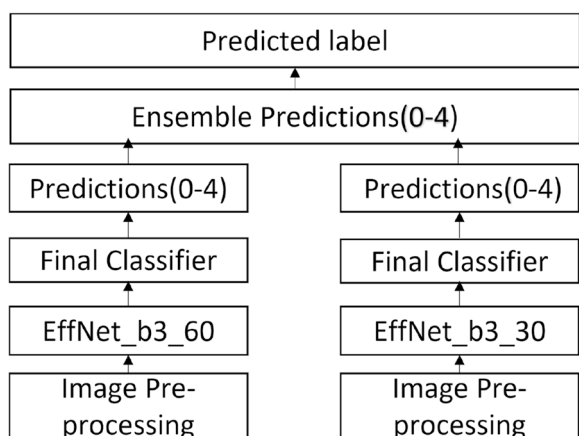 Predicted label
Ensemble Predictions(0-4)
Predictions(0-4)
Predictions(0-4)
Final Classifier
Final Classifier
EffNet_b3_60
EffNet_b3_30
Image Pre-
processing
Image Pre-
processing